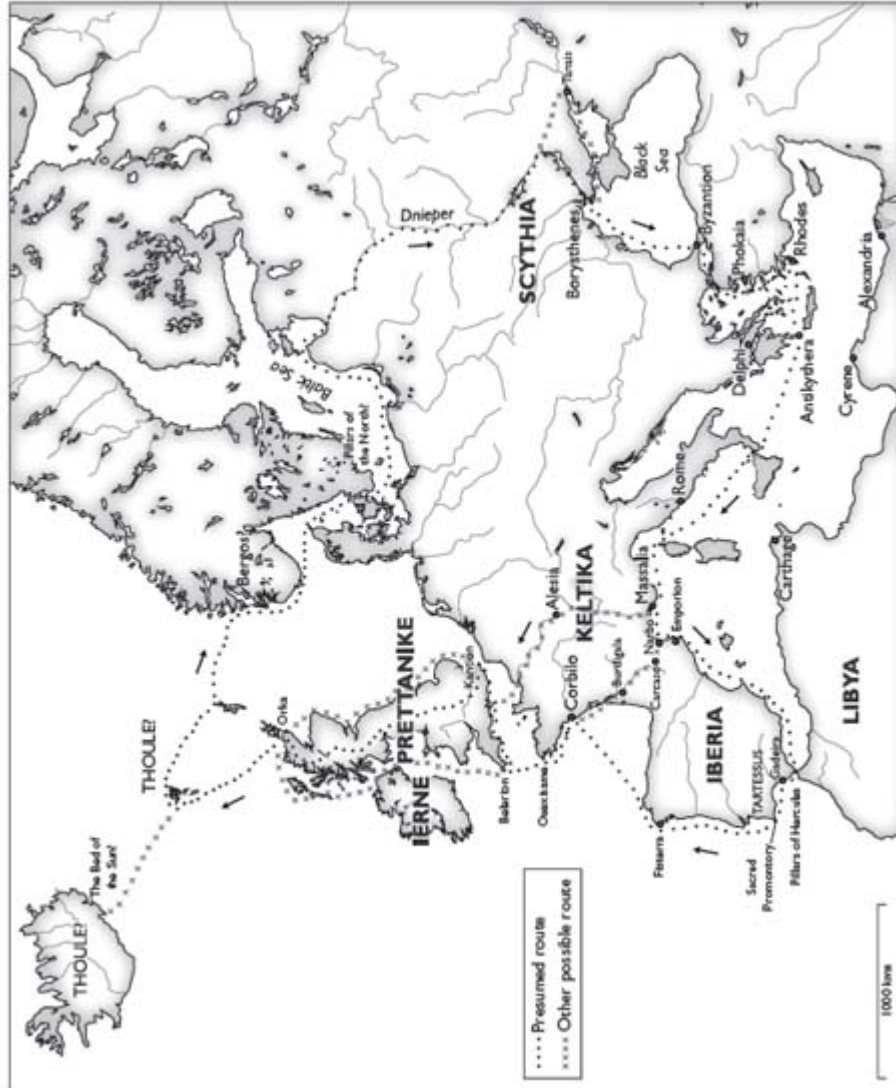 THOULE?
The Bed of
the Sun?
THOULE?
Orka
Bergos?
Pillars of
the North?
Baltic Sea
Dnieper
Tanais
SCYTHIA
Borysthenes
Black
Sea
Byzantion
Phokaia
Rhodes
Delphi
Antikythera
Alexandria
Cyrene
IERNE
PRETTANIKE
Kantion
Belerion
Ouexisame
Corbilo
KELTIKA
Alesia
Burdigala
Massalia
Narbo
Carcaso
Emporion
Rome
Carthage
IBERIA
TARTESSUS
Gadeira
Sacred
Promontory
Pillars of Hercules
LIBYA
Presumed route
Other possible route
1000 kms